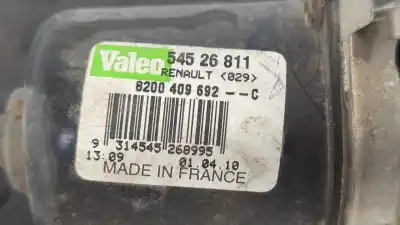 Valeo 545 26 811
RENAULT <029>
8200 409 692 --C
9 314545 268995
13:09 01.04.10
MADE IN FRANCE